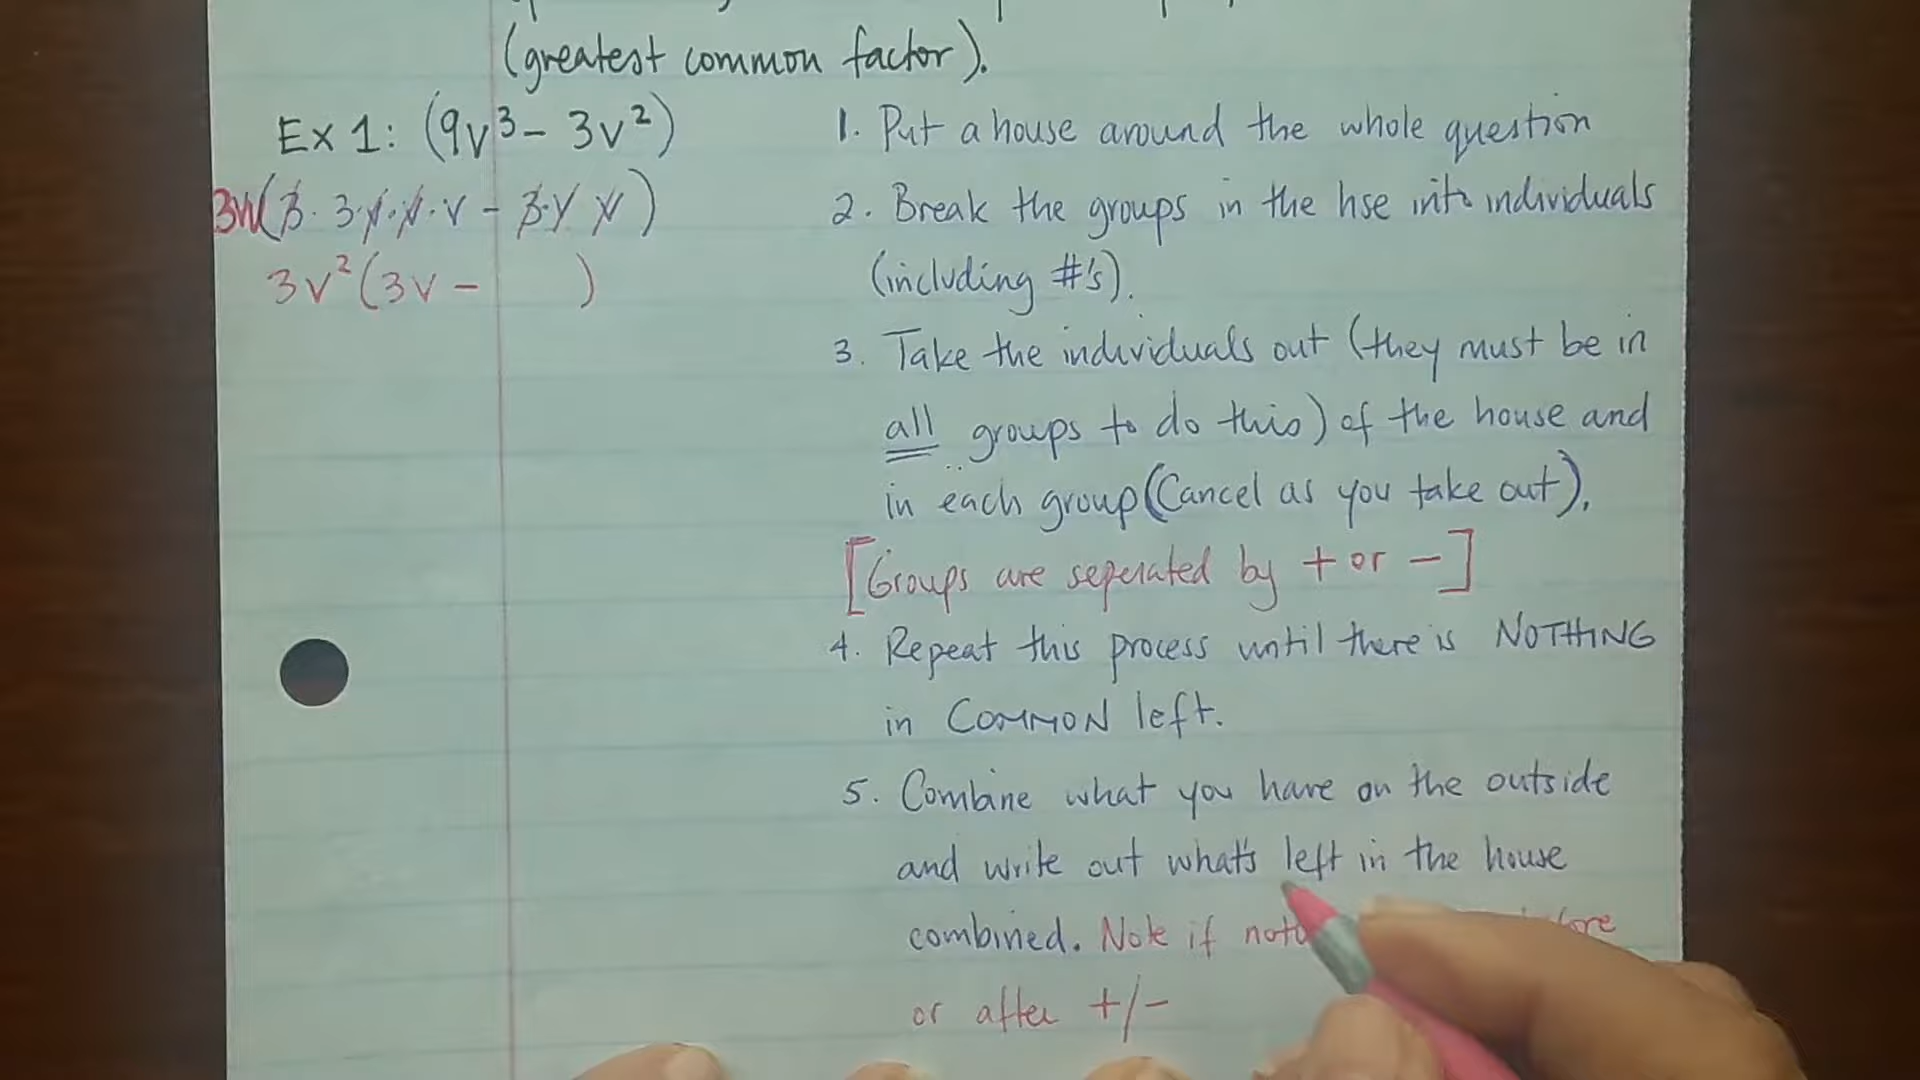 (greatest common factor).
Ex 1: (9v³ - 3v²)
3vv(3·3·v·v·v - 3·v v)
3v²(3v - )
1. Put a house around the whole question
2. Break the groups in the hse into individuals
(including #'s).
3. Take the individuals out (they must be in
all groups to do this) of the house and
in each group (Cancel as you take out).
[Groups are seperated by + or -]
4. Repeat this process until there is NOTHING
in COMMON left.
5. Combine what you have on the outside
and write out what's left in the house
combined. Note if
or after +/-